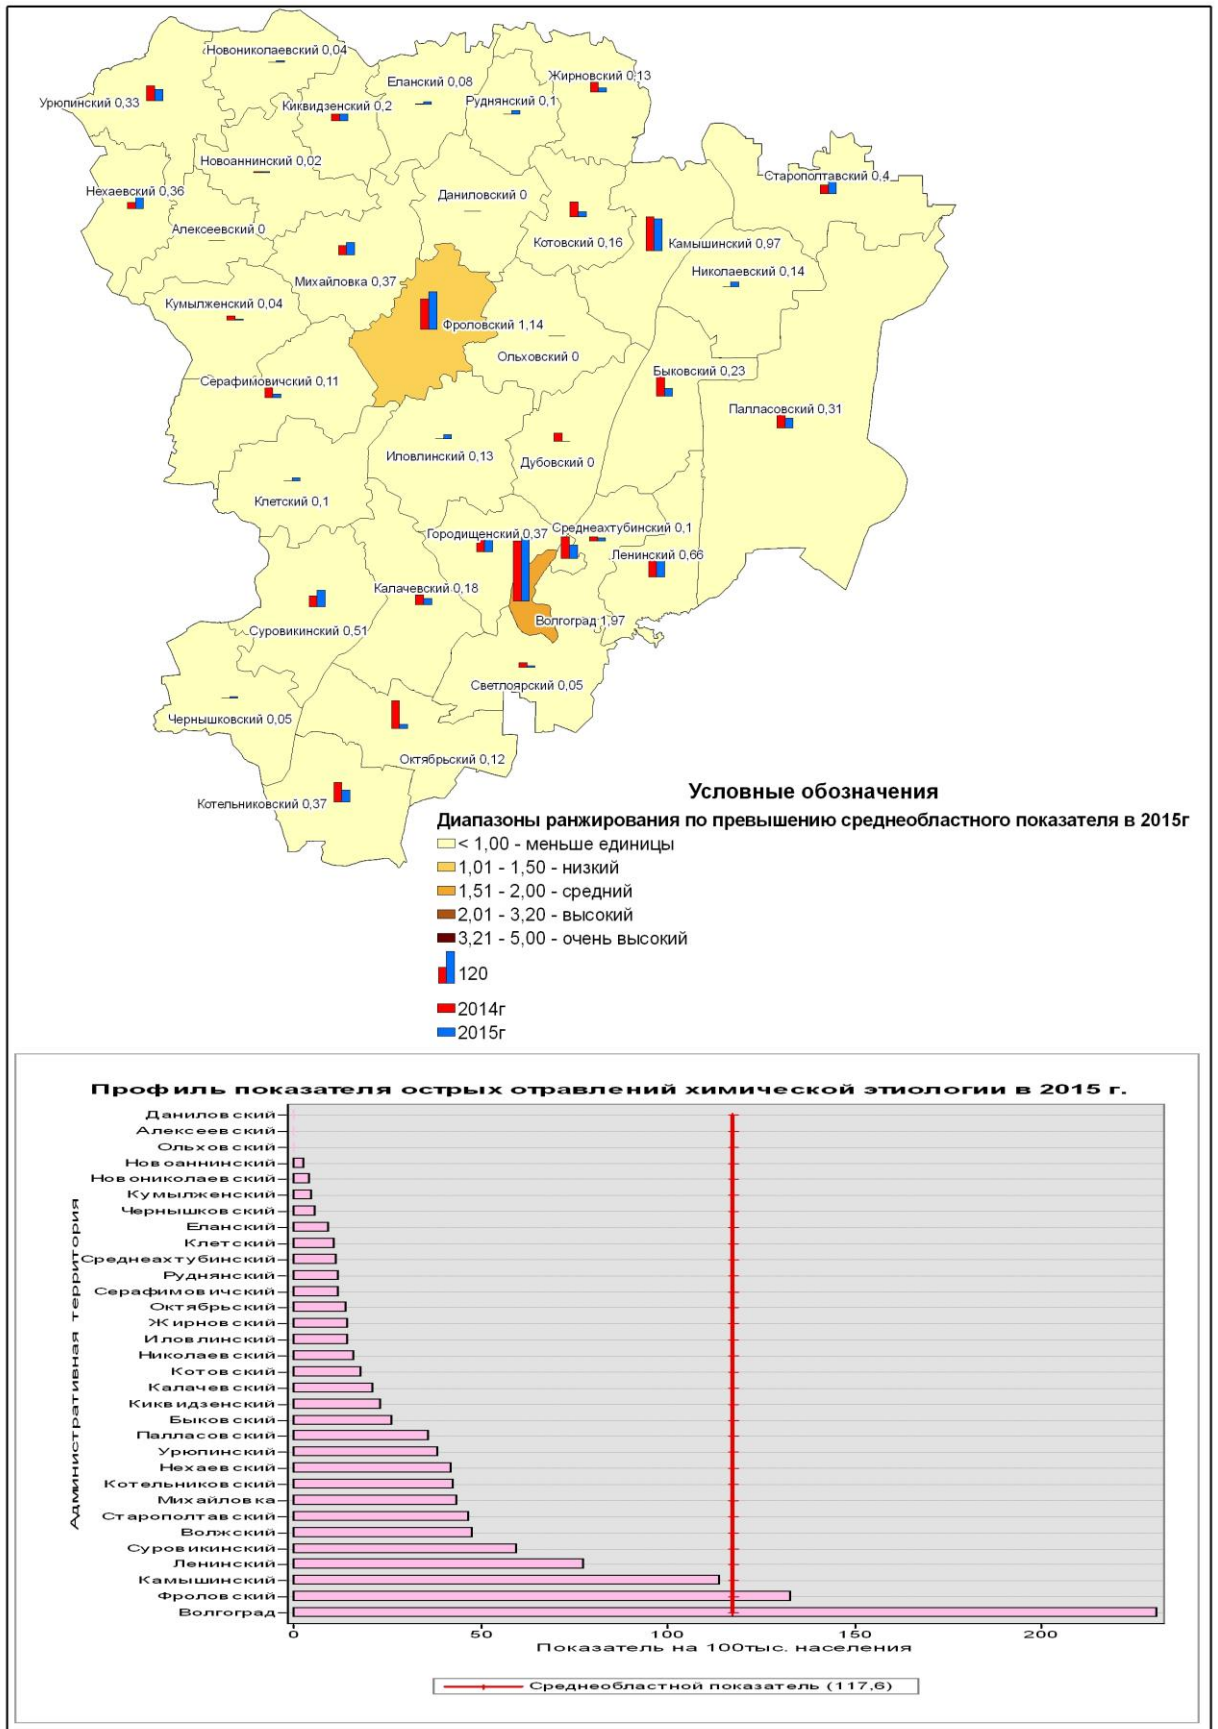 Новониколаевский 0,04
Еланский 0,08
Жирновский 0,13
Урюпинский 0,33
Киквидзенский 0,2
Руднянский 0,1
Новоаннинский 0,02
Старополтавский 0,4
Нехаевский 0,36
Даниловский 0
Алексеевский 0
Котовский 0,16
Камышинский 0,97
Николаевский 0,14
Михайловка 0,37
Кумылженский 0,04
Фроловский 1,14
Ольховский 0
Быковский 0,23
Серафимовичский 0,11
Палласовский 0,31
Иловлинский 0,13
Дубовский 0
Клетский 0,1
Городищенский 0,37
Среднеахтубинский 0,1
Ленинский 0,66
Калачевский 0,18
Суровикинский 0,51
Волгоград 1,97
Светлоярский 0,05
Чернышковский 0,05
Октябрьский 0,12
Котельниковский 0,37
Условные обозначения
Диапазоны ранжирования по превышению среднеобластного показателя в 2015г
< 1,00 - меньше единицы
1,01 - 1,50 - низкий
1,51 - 2,00 - средний
2,01 - 3,20 - высокий
3,21 - 5,00 - очень высокий
120
2014г
2015г
Профиль показателя острых отравлений химической этиологии в 2015 г.
Административная территория
Даниловский
Алексеевский
Ольховский
Новоаннинский
Новониколаевский
Кумылженский
Чернышковский
Еланский
Клетский
Среднеахтубинский
Руднянский
Серафимовичский
Октябрьский
Жирновский
Иловлинский
Николаевский
Котовский
Калачевский
Киквидзенский
Быковский
Палласовский
Урюпинский
Нехаевский
Котельниковский
Михайловка
Старополтавский
Волжский
Суровикинский
Ленинский
Камышинский
Фроловский
Волгоград
0 50 100 150 200
Показатель на 100тыс. населения
Среднеобластной показатель (117,6)